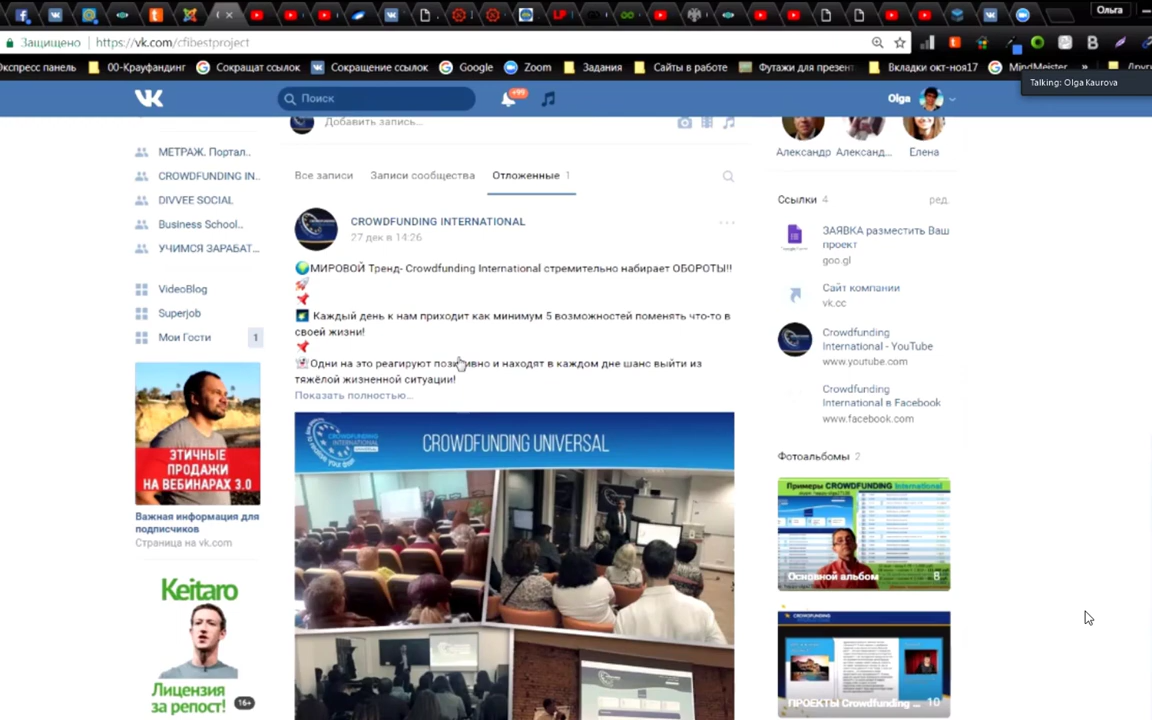 Ольга
Защищено
https://vk.com/cfibestproject
Экспресс панель
00-Краудфандинг
Сократит ссылок
Сокращение ссылок
Google
Zoom
Задания
Сайты в работе
Футажи для презент
Вкладки окт-ноя17
MindMeister
»
Talking: Olga Kaurova
Поиск
+99
Olga
МЕТРАЖ. Портал..
CROWDFUNDING IN..
DIVVEE SOCIAL
Business School..
УЧИМСЯ ЗАРАБАТ...
VideoBlog
Superjob
Мои Гости
1
ЭТИЧНЫЕ
ПРОДАЖИ
НА ВЕБИНАРАХ 3.0
Важная информация для
подписчиков
Страница на vk.com
Keitaro
Лицензия
за репост!
16+
Добавить запись...
Все записи
Записи сообщества
Отложенные 1
CROWDFUNDING INTERNATIONAL
27 дек в 14:26
МИРОВОЙ Тренд- Crowdfunding International стремительно набирает ОБОРОТЫ!!
Каждый день к нам приходит как минимум 5 возможностей поменять что-то в
своей жизни!
Одни на это реагируют позитивно и находят в каждом дне шанс выйти из
тяжёлой жизненной ситуации!
Показать полностью...
CROWDFUNDING
INTERNATIONAL
CROWDFUNDING UNIVERSAL
Александр
Александ...
Елена
Ссылки 4
ред.
ЗАЯВКА разместить Ваш
проект
goo.gl
Сайт компании
vk.cc
Crowdfunding
International - YouTube
www.youtube.com
Crowdfunding
International в Facebook
www.facebook.com
Фотоальбомы 2
Примеры CROWDFUNDING International
Основной альбом
8
ПРОЕКТЫ Crowdfunding ...
10